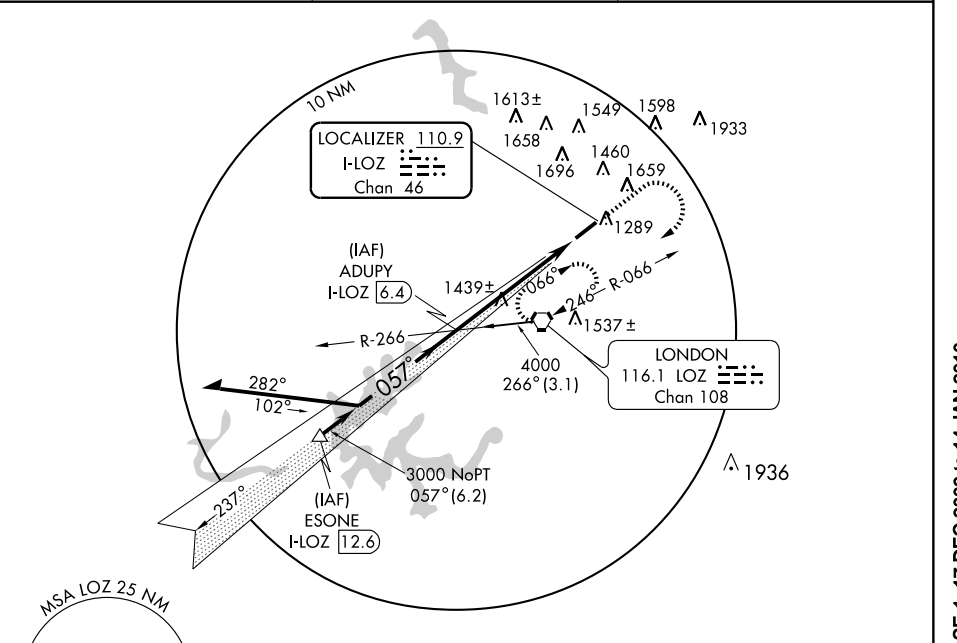 10 NM
1613±
1549
1598
1933
1658
1696
1460
1659
LOCALIZER 110.9
I-LOZ
Chan 46
1289
(IAF)
ADUPY
I-LOZ 6.4
1439±
066°
246°
R-066
R-266
1537±
4000
266° (3.1)
LONDON
116.1 LOZ
Chan 108
057°
282°
102°
3000 NoPT
057° (6.2)
237°
(IAF)
ESONE
I-LOZ 12.6
1936
MSA LOZ 25 NM